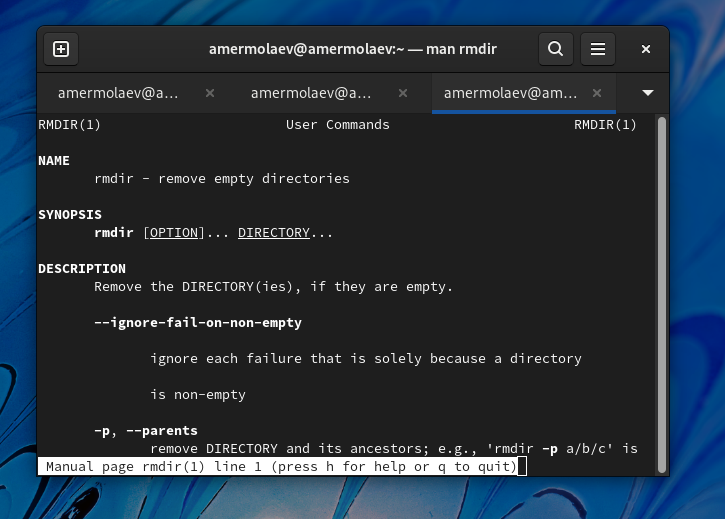 amermolaev@amermolaev:~ — man rmdir
amermolaev@a… amermolaev@a… amermolaev@am…
RMDIR(1) User Commands RMDIR(1)
NAME
rmdir - remove empty directories
SYNOPSIS
rmdir [OPTION]... DIRECTORY...
DESCRIPTION
Remove the DIRECTORY(ies), if they are empty.
--ignore-fail-on-non-empty
ignore each failure that is solely because a directory
is non-empty
-p, --parents
remove DIRECTORY and its ancestors; e.g., 'rmdir -p a/b/c' is
Manual page rmdir(1) line 1 (press h for help or q to quit)